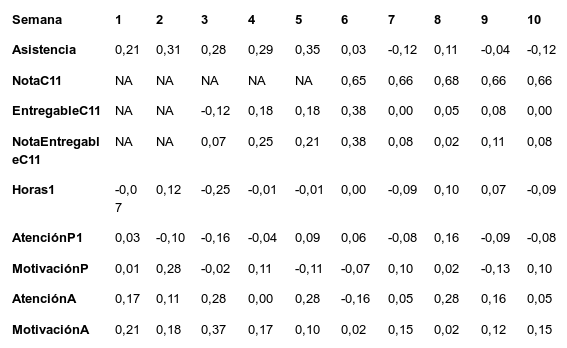 Semana 1 2 3 4 5 6 7 8 9 10
Asistencia 0,21 0,31 0,28 0,29 0,35 0,03 -0,12 0,11 -0,04 -0,12
NotaC11 NA NA NA NA NA 0,65 0,66 0,68 0,66 0,66
EntregableC11 NA NA -0,12 0,18 0,18 0,38 0,00 0,05 0,08 0,00
NotaEntregabl NA NA 0,07 0,25 0,21 0,38 0,08 0,02 0,11 0,08
eC11
Horas1 -0,0 0,12 -0,25 -0,01 -0,01 0,00 -0,09 0,10 0,07 -0,09
7
AtenciónP1 0,03 -0,10 -0,16 -0,04 0,09 0,06 -0,08 0,16 -0,09 -0,08
MotivaciónP 0,01 0,28 -0,02 0,11 -0,11 -0,07 0,10 0,02 -0,13 0,10
AtenciónA 0,17 0,11 0,28 0,00 0,28 -0,16 0,05 0,28 0,16 0,05
MotivaciónA 0,21 0,18 0,37 0,17 0,10 0,02 0,15 0,02 0,12 0,15